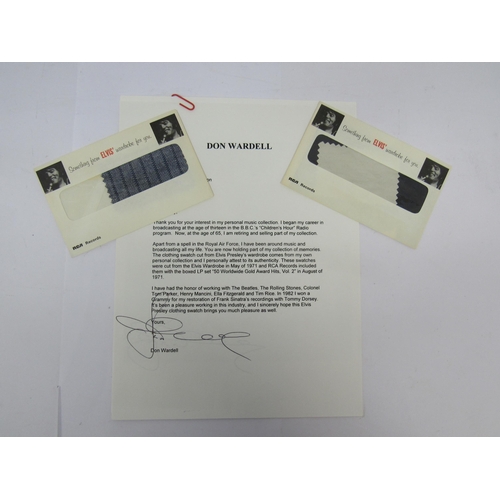 DON WARDELL
Something from ELVIS' wardrobe for you.
RCA Records
Something from ELVIS' wardrobe for you.
RCA Records
Thank you for your interest in my personal music collection. I began my career in
broadcasting at the age of thirteen in the B.B.C.'s "Children's Hour" Radio
program. Now, at the age of 65, I am retiring and selling part of my collection.
Apart from a spell in the Royal Air Force, I have been around music and
broadcasting all my life. You are now holding part of my collection of memories.
The clothing swatch cut from Elvis Presley's wardrobe comes from my own
personal collection and I personally attest to its authenticity. These swatches
were cut from the Elvis Wardrobe in May of 1971 and RCA Records included
them with the boxed LP set "50 Worldwide Gold Award Hits, Vol. 2" in August of
1971.
I have had the honor of working with The Beatles, The Rolling Stones, Colonel
Tom Parker, Henry Mancini, Ella Fitzgerald and Tim Rice. In 1982 I won a
Grammy for my restoration of Frank Sinatra's recordings with Tommy Dorsey.
It's been a pleasure working in this industry, and I sincerely hope this Elvis
Presley clothing swatch brings you much pleasure as well.
Yours,
Don Wardell